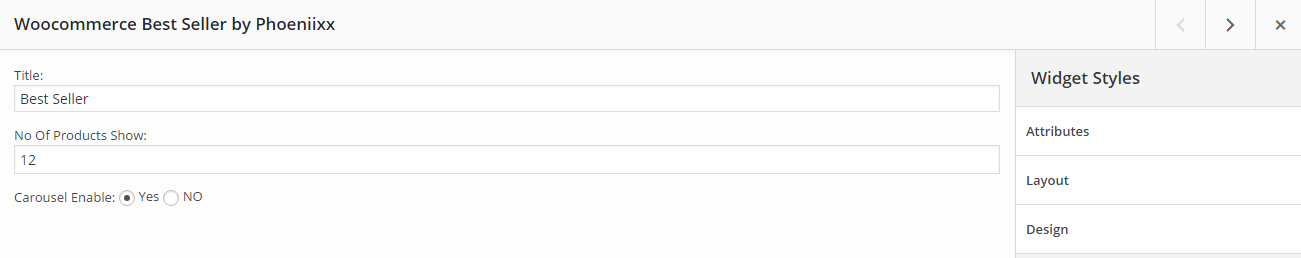 Woocommerce Best Seller by Phoeniixx
Title:
Best Seller
No Of Products Show:
12
Carousel Enable: Yes NO
Widget Styles
Attributes
Layout
Design